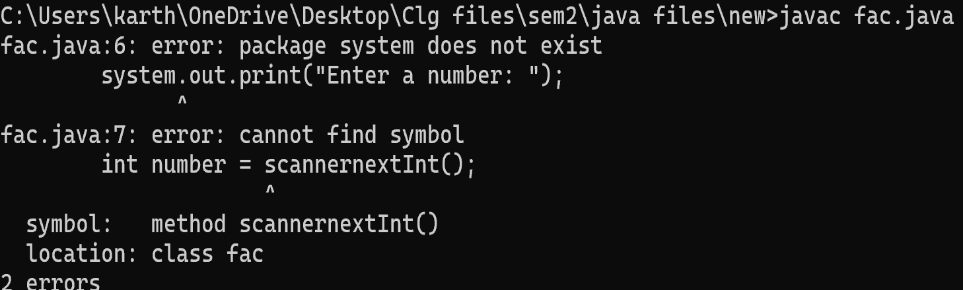 C:\Users\karth\OneDrive\Desktop\Clg files\sem2\java files\new>javac fac.java
fac.java:6: error: package system does not exist
        system.out.print("Enter a number: ");
              ^
fac.java:7: error: cannot find symbol
        int number = scannernextInt();
                     ^
  symbol:   method scannernextInt()
  location: class fac
2 errors